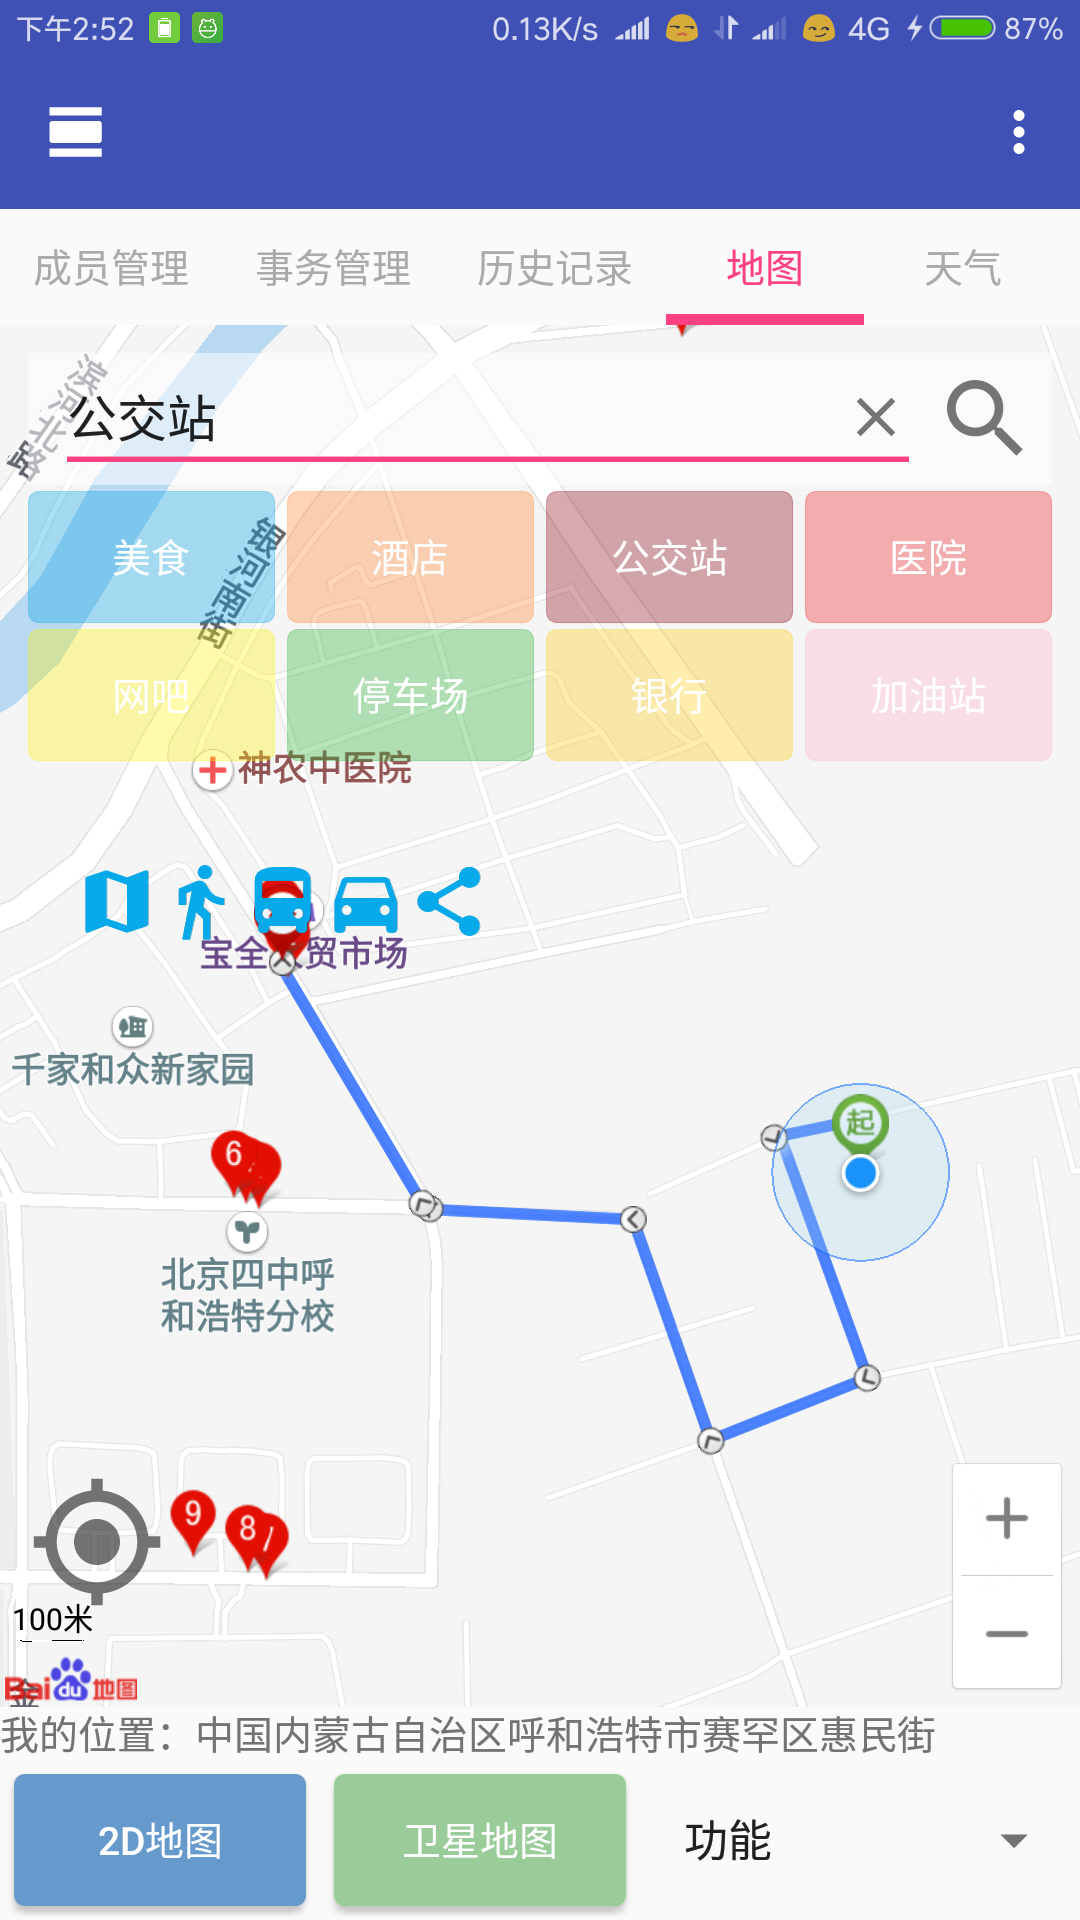 下午2:52
0.13K/s
4G
87%
成员管理
事务管理
历史记录
地图
天气
滨河北路
公交站
美食
酒店
公交站
医院
银河南街
网吧
停车场
银行
加油站
神农中医院
宝全
贸市场
千家和众新家园
起
6
北京四中呼
和浩特分校
9
8
100米
Bai du 地图
我的位置：中国内蒙古自治区呼和浩特市赛罕区惠民街
2D地图
卫星地图
功能